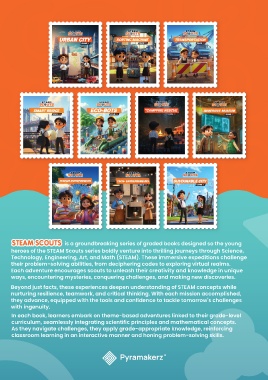 URBAN CITY
STEAM SCOUTS is a groundbreaking series of graded books designed so the young
heroes of the STEAM Scouts series boldly venture into thrilling journeys through Science,
Technology, Engineering, Art, and Math (STEAM). These immersive expeditions challenge
their problem-solving abilities, from deciphering codes to exploring virtual realms.
Each adventure encourages scouts to unleash their creativity and knowledge in unique
ways, encountering mysteries, conquering challenges, and making new discoveries.
Beyond just facts, these experiences deepen understanding of STEAM concepts while
nurturing resilience, teamwork, and critical thinking. With each mission accomplished,
they advance, equipped with the tools and confidence to tackle tomorrow's challenges
with ingenuity.
In each book, learners embark on theme-based adventures linked to their grade-level
curriculum, seamlessly integrating scientific principles and mathematical concepts.
As they navigate challenges, they apply grade-appropriate knowledge, reinforcing
classroom learning in an interactive manner and honing problem-solving skills.
Pyramakerz